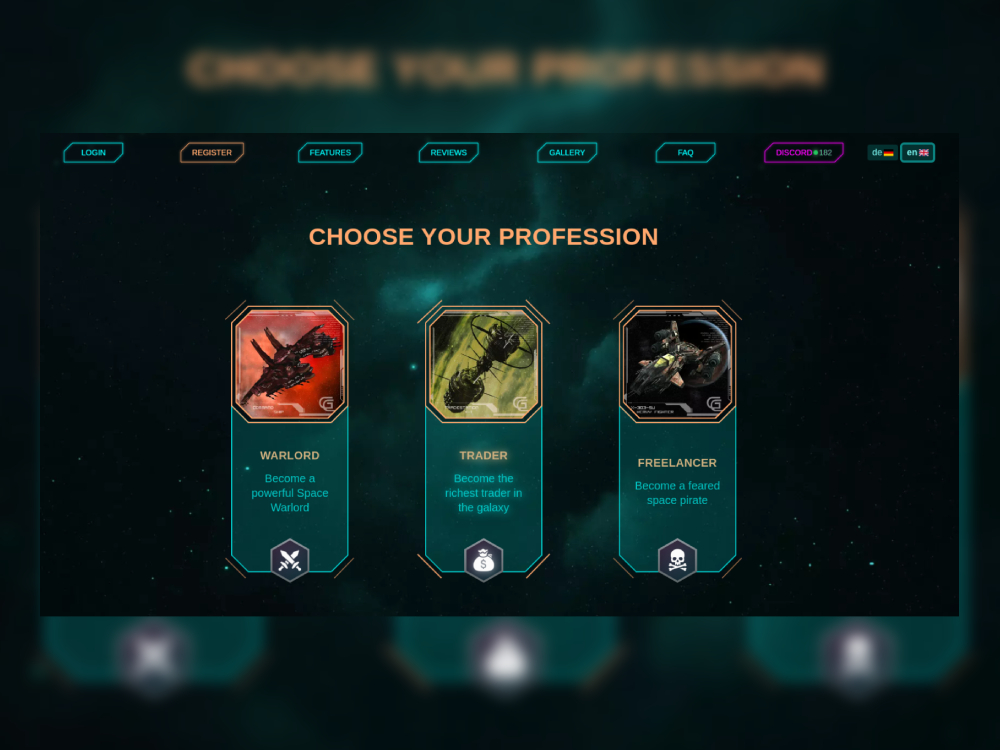 CHOOSE YOUR PROFESSION
LOGIN
REGISTER
FEATURES
REVIEWS
GALLERY
FAQ
DISCORD 182
de
en
CHOOSE YOUR PROFESSION
WARLORD
Become a
powerful Space
Warlord
TRADER
Become the
richest trader in
the galaxy
FREELANCER
Become a feared
space pirate